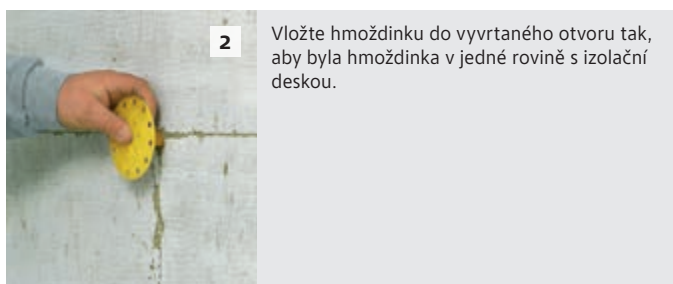 2
Vložte hmoždinku do vyvrtaného otvoru tak,
aby byla hmoždinka v jedné rovině s izolační
deskou.